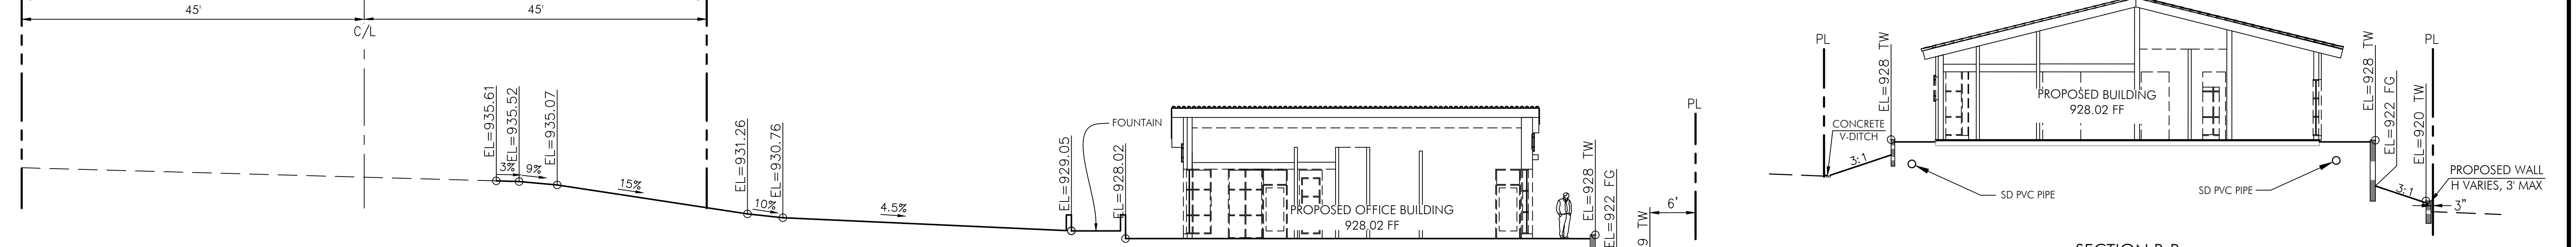 45'
45'
C/L
EL=935.61
EL=935.52
EL=935.07
3%
9%
15%
EL=931.26
EL=930.76
10%
4.5%
EL=929.05
FOUNTAIN
EL=928.02
PROPOSED OFFICE BUILDING
928.02 FF
EL=928 TW
EL=922 FG
9 TW
6'
PL
PL
EL=928 TW
CONCRETE
V-DITCH
3:1
SD PVC PIPE
PROPOSED BUILDING
928.02 FF
SD PVC PIPE
EL=928 TW
EL=922 FG
EL=920 TW
PL
3:1
PROPOSED WALL
H VARIES, 3' MAX
3"
SECTION B-B